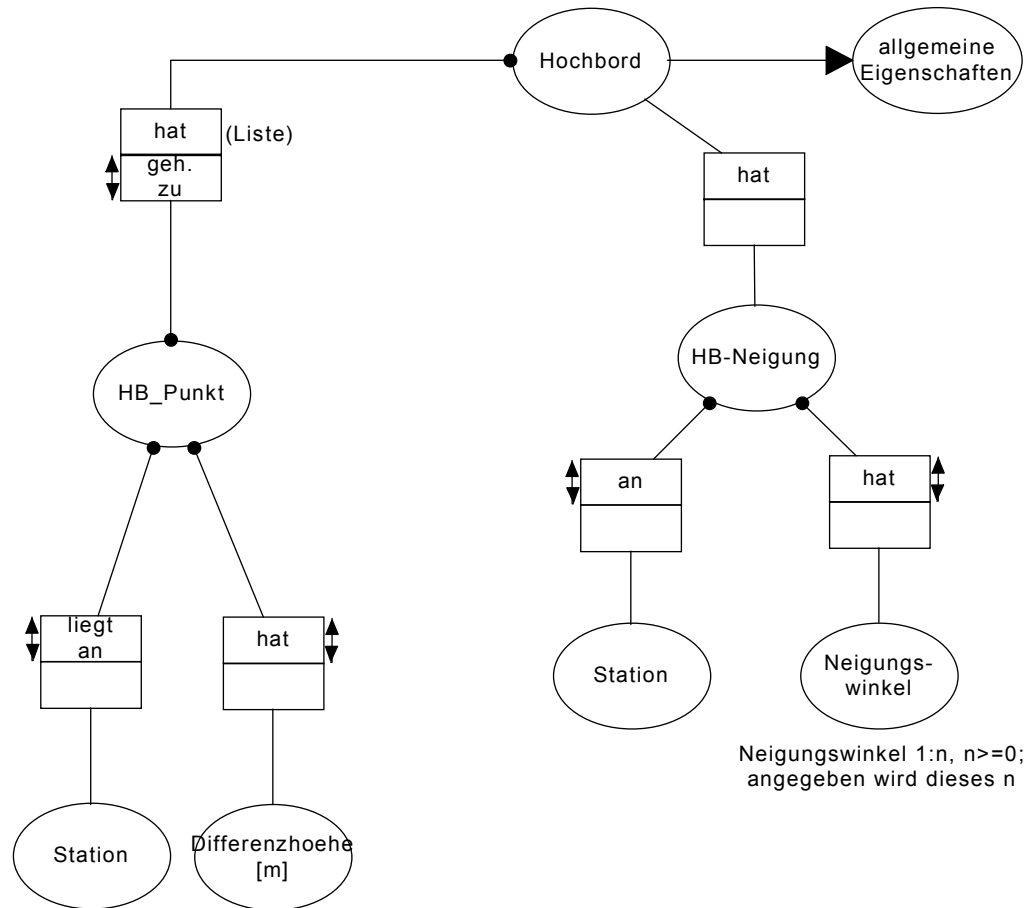 Hochbord
allgemeine
Eigenschaften
hat
(Liste)
geh.
zu
hat
HB_Punkt
HB-Neigung
an
hat
liegt
an
hat
Station
Neigungs-
winkel
Neigungswinkel 1:n, n>=0;
angegeben wird dieses n
Station
Differenzhoehe
[m]